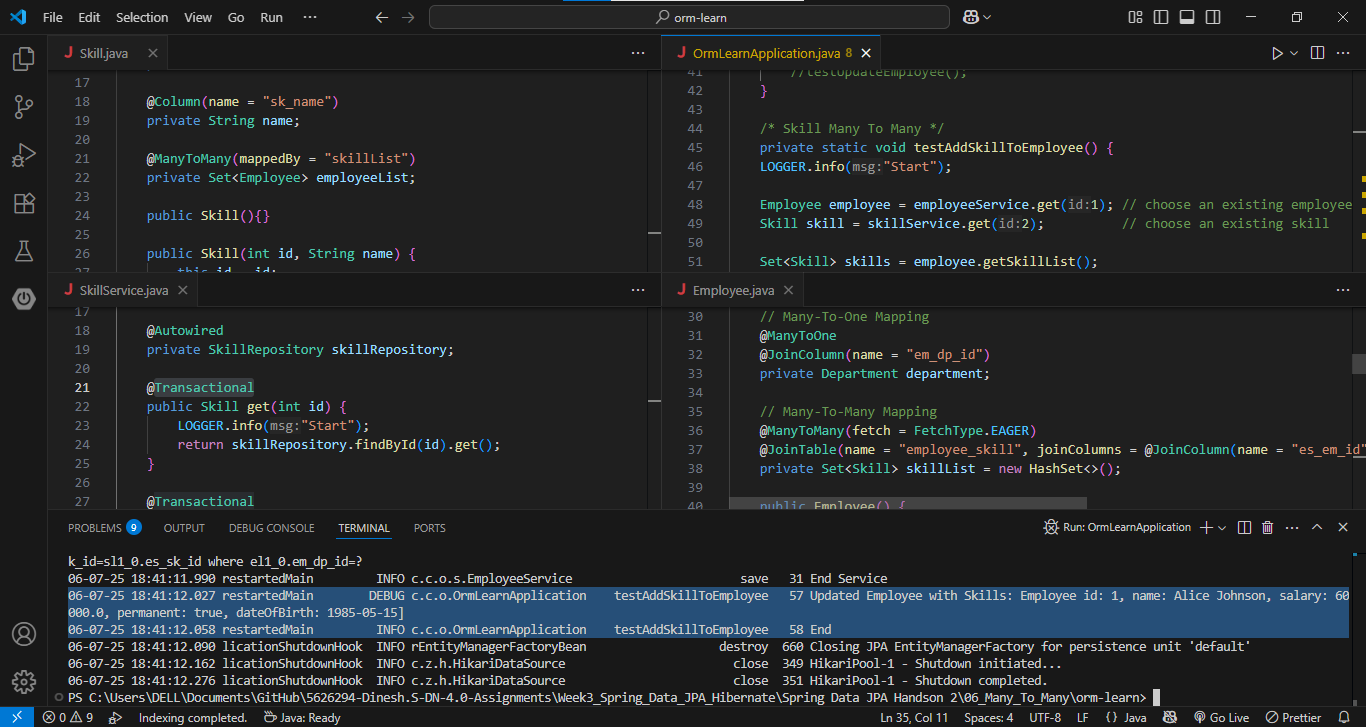 File Edit Selection View Go Run ··· orm-learn
Skill.java
17
18 @Column(name = "sk_name")
19 private String name;
20
21 @ManyToMany(mappedBy = "skillList")
22 private Set<Employee> employeeList;
23
24 public Skill(){}
25
26 public Skill(int id, String name) {
27 this.id = id;
OrmLearnApplication.java 8
41 //testUpdateEmployee();
42 }
43
44 /* Skill Many To Many */
45 private static void testAddSkillToEmployee() {
46 LOGGER.info(msg:"Start");
47
48 Employee employee = employeeService.get(id:1); // choose an existing employee
49 Skill skill = skillService.get(id:2); // choose an existing skill
50
51 Set<Skill> skills = employee.getSkillList();
SkillService.java
17
18 @Autowired
19 private SkillRepository skillRepository;
20
21 @Transactional
22 public Skill get(int id) {
23 LOGGER.info(msg:"Start");
24 return skillRepository.findById(id).get();
25 }
26
27 @Transactional
Employee.java
30 // Many-To-One Mapping
31 @ManyToOne
32 @JoinColumn(name = "em_dp_id")
33 private Department department;
34
35 // Many-To-Many Mapping
36 @ManyToMany(fetch = FetchType.EAGER)
37 @JoinTable(name = "employee_skill", joinColumns = @JoinColumn(name = "es_em_id"
38 private Set<Skill> skillList = new HashSet<>();
39
40 public Employee() {
PROBLEMS 9 OUTPUT DEBUG CONSOLE TERMINAL PORTS Run: OrmLearnApplication
k_id=sl1_0.es_sk_id where el1_0.em_dp_id=?
06-07-25 18:41:11.990 restartedMain INFO c.c.o.s.EmployeeService save 31 End Service
06-07-25 18:41:12.027 restartedMain DEBUG c.c.o.OrmLearnApplication testAddSkillToEmployee 57 Updated Employee with Skills: Employee id: 1, name: Alice Johnson, salary: 60
000.0, permanent: true, dateOfBirth: 1985-05-15]
06-07-25 18:41:12.058 restartedMain INFO c.c.o.OrmLearnApplication testAddSkillToEmployee 58 End
06-07-25 18:41:12.090 licationShutdownHook INFO rEntityManagerFactoryBean destroy 660 Closing JPA EntityManagerFactory for persistence unit 'default'
06-07-25 18:41:12.162 licationShutdownHook INFO c.z.h.HikariDataSource close 349 HikariPool-1 - Shutdown initiated...
06-07-25 18:41:12.276 licationShutdownHook INFO c.z.h.HikariDataSource close 351 HikariPool-1 - Shutdown completed.
PS C:\Users\DELL\Documents\GitHub\5626294-Dinesh.S-DN-4.0-Assignments\Week3_Spring_Data_JPA_Hibernate\Spring Data JPA Handson 2\06_Many_To_Many\orm-learn>
0 9 Indexing completed. Java: Ready Ln 35, Col 11 Spaces: 4 UTF-8 LF {} Java Go Live Prettier